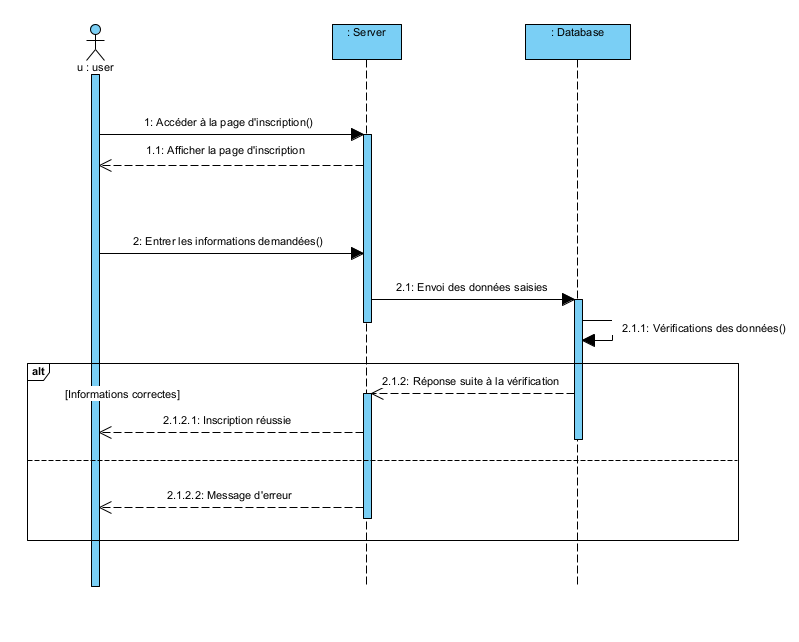 : Server
: Database
u : user
1: Accéder à la page d'inscription()
1.1: Afficher la page d'inscription
2: Entrer les informations demandées()
2.1: Envoi des données saisies
2.1.1: Vérifications des données()
alt
2.1.2: Réponse suite à la vérification
[Informations correctes]
2.1.2.1: Inscription réussie
2.1.2.2: Message d'erreur